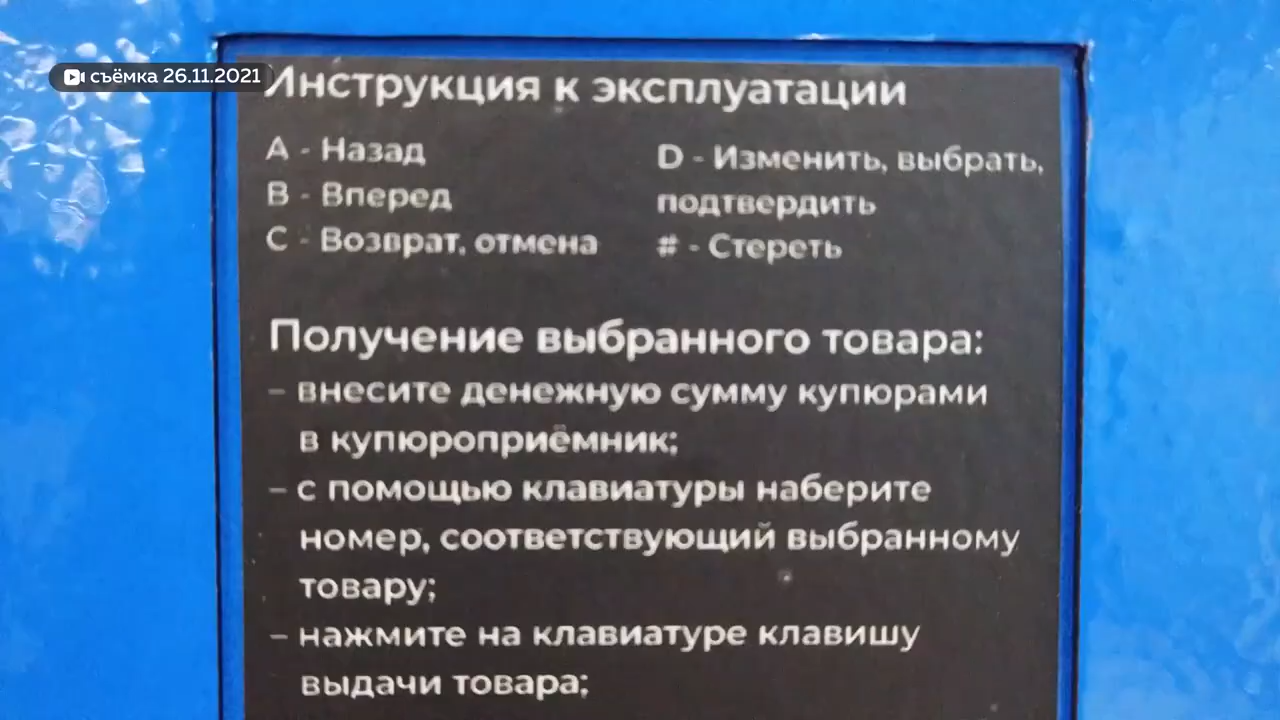 съёмка 26.11.2021
Инструкция к эксплуатации
A - Назад
B - Вперед
C - Возврат, отмена
D - Изменить, выбрать,
подтвердить
# - Стереть
Получение выбранного товара:
– внесите денежную сумму купюрами
в купюроприёмник;
– с помощью клавиатуры наберите
номер, соответствующий выбранному
товару;
– нажмите на клавиатуре клавишу
выдачи товара;